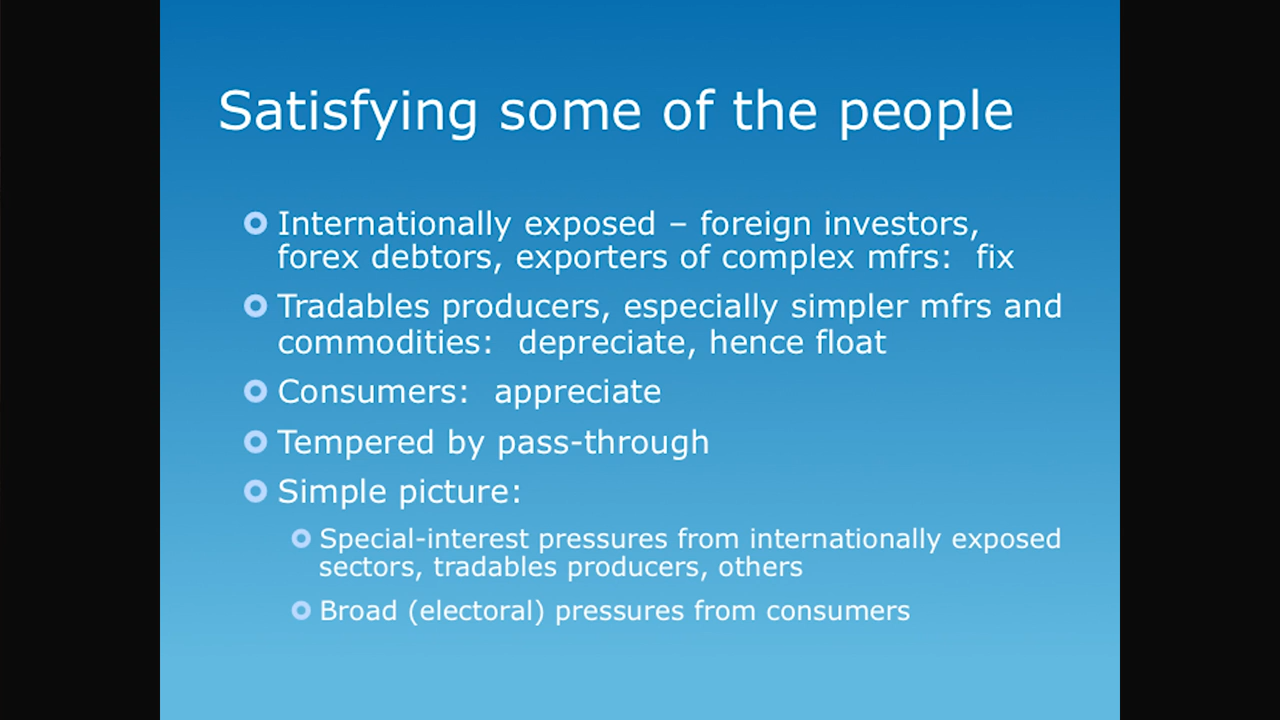 Satisfying some of the people
Internationally exposed – foreign investors,
forex debtors, exporters of complex mfrs:  fix
Tradables producers, especially simpler mfrs and
commodities:  depreciate, hence float
Consumers:  appreciate
Tempered by pass-through
Simple picture:
Special-interest pressures from internationally exposed
sectors, tradables producers, others
Broad (electoral) pressures from consumers